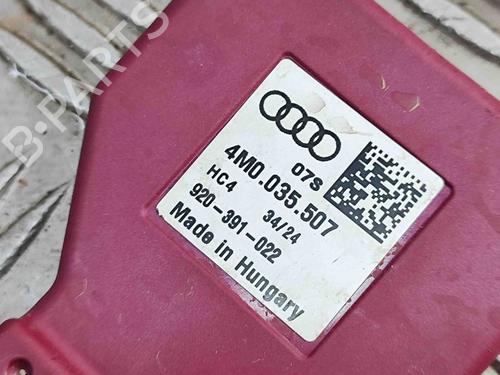 B-PARTS
07S
4M0.035.507
HC4 34/24
920-391-022
Made in Hungary